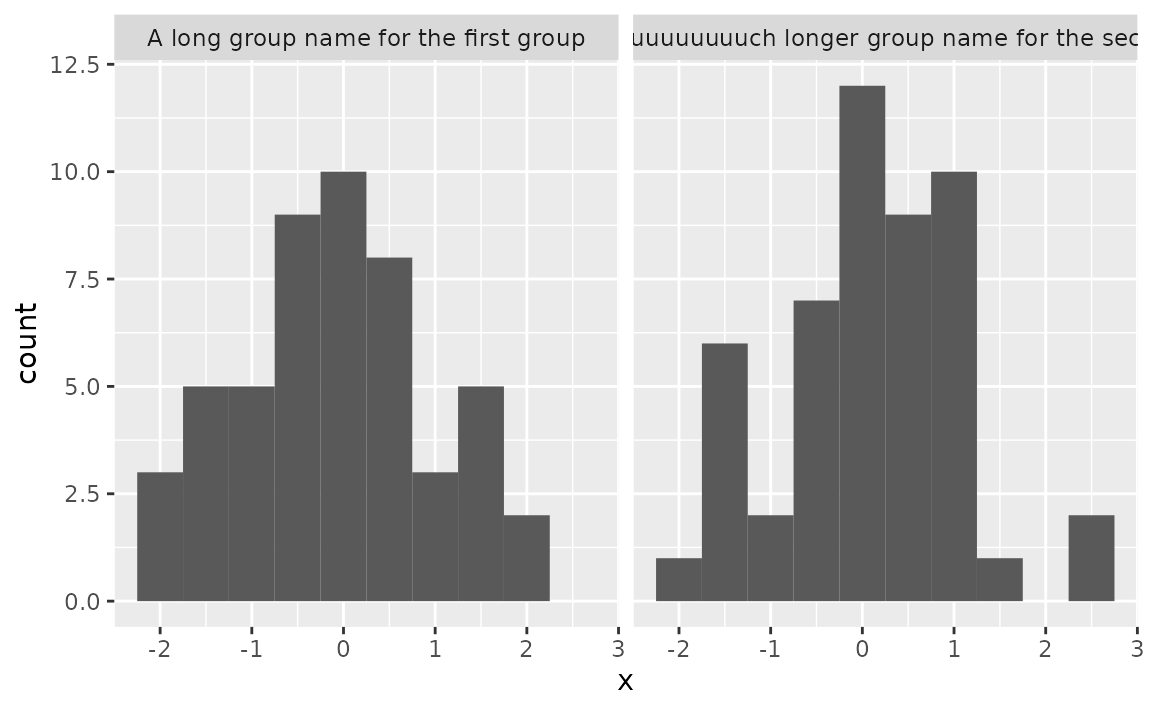 A long group name for the first group
uuuuuuuuch longer group name for the sec
12.5
10.0
7.5
5.0
2.5
0.0
count
-2 -1 0 1 2 3
-2 -1 0 1 2 3
x